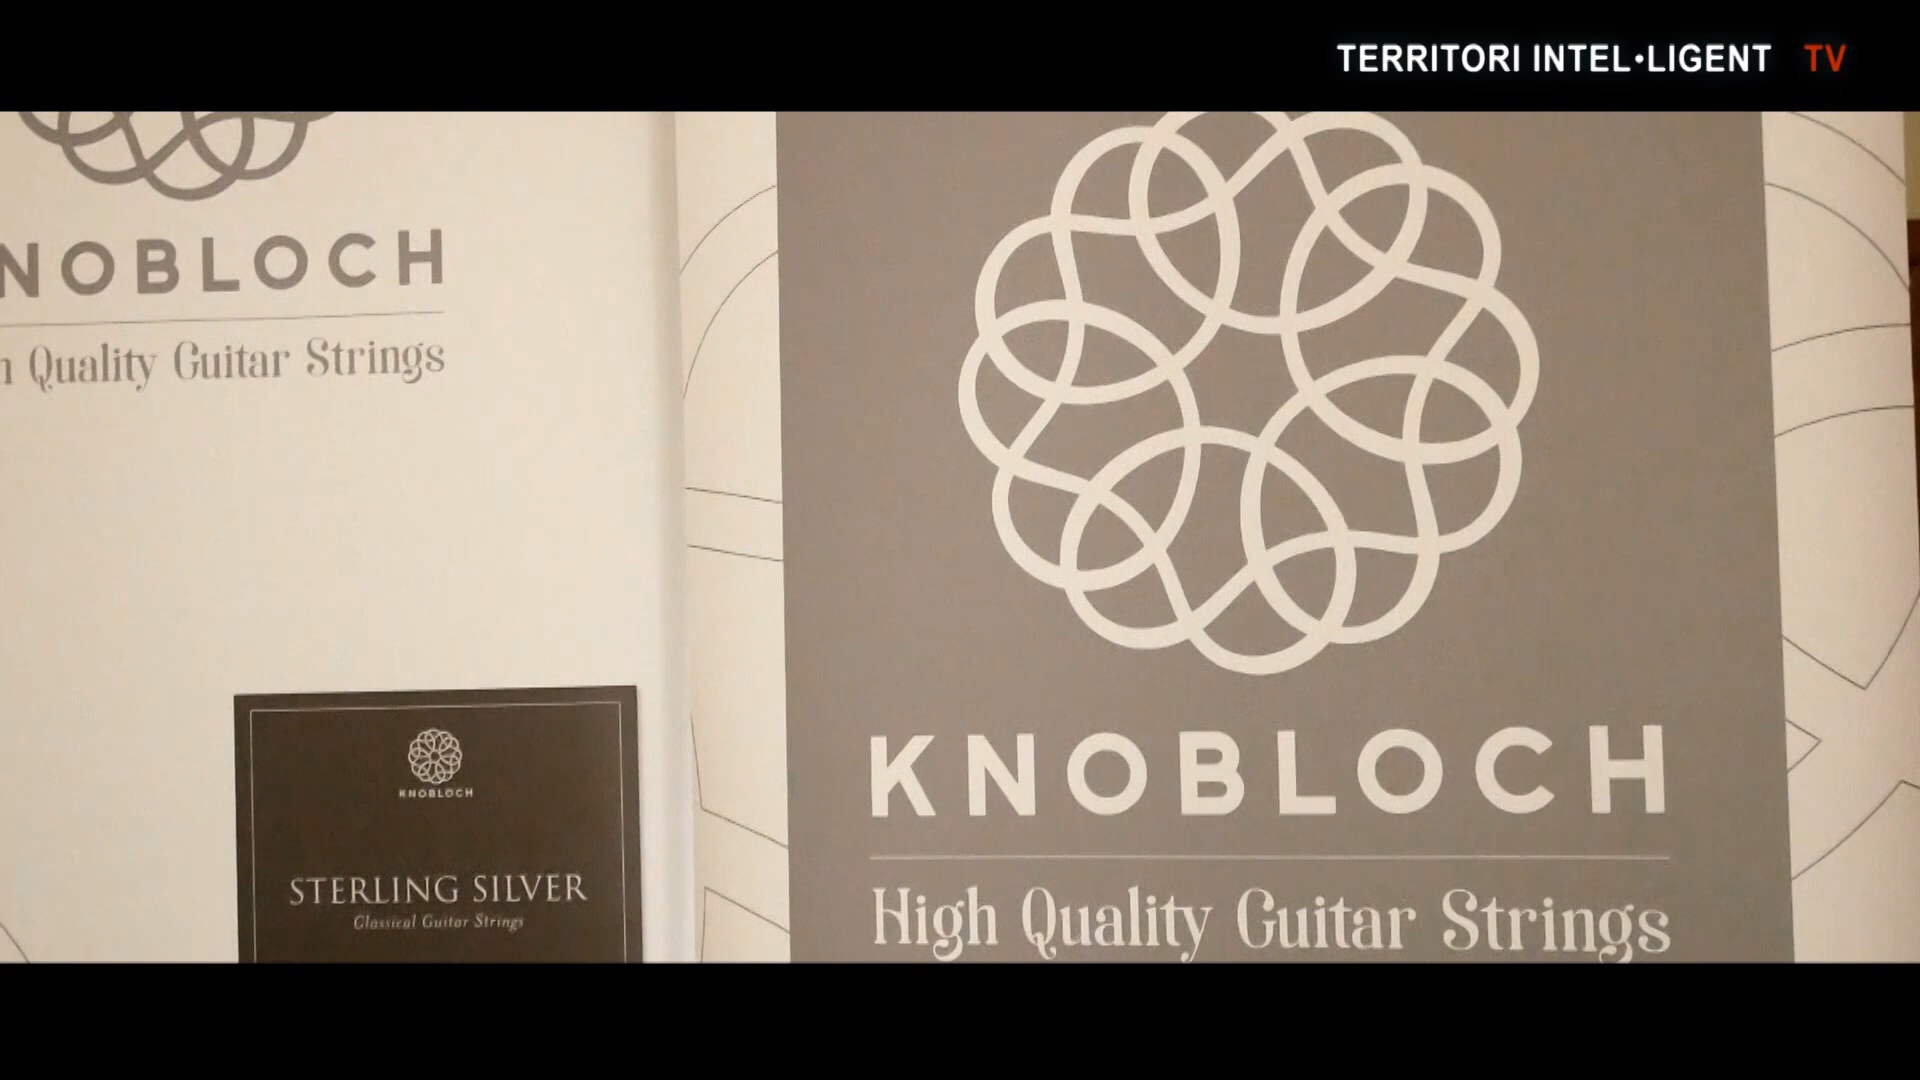 TERRITORI INTEL·LIGENT TV
NOBLOCH
Quality Guitar Strings
KNOBLOCH
STERLING SILVER
Classical Guitar Strings
KNOBLOCH
High Quality Guitar Strings